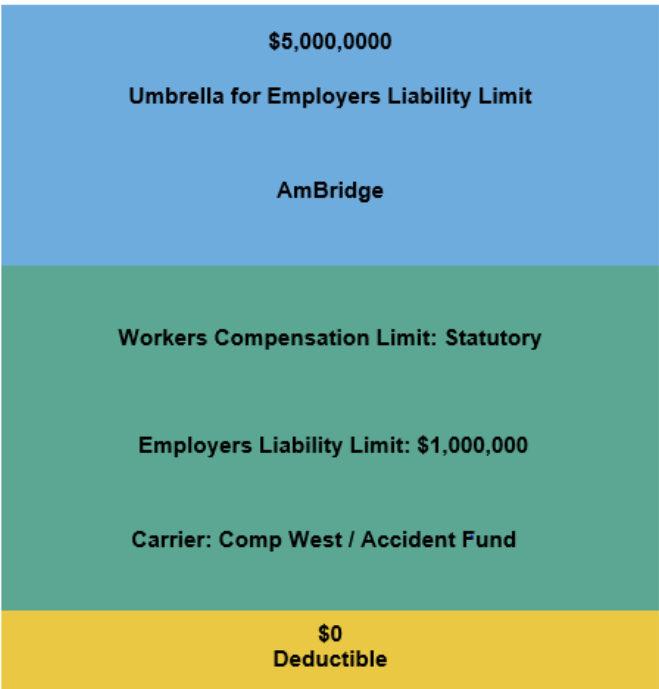 $5,000,0000
Umbrella for Employers Liability Limit
AmBridge
Workers Compensation Limit: Statutory
Employers Liability Limit: $1,000,000
Carrier: Comp West / Accident Fund
$0
Deductible